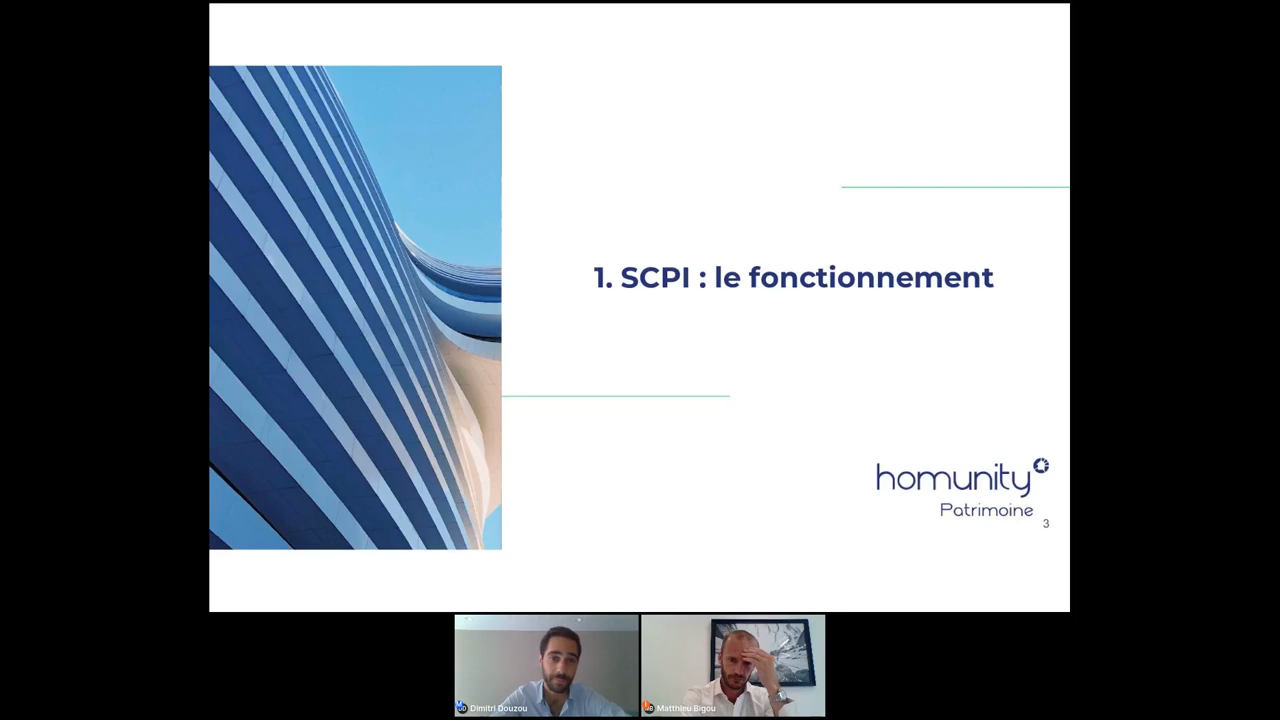 1. SCPI : le fonctionnement
homunity
Patrimoine
3
Dimitri Douzou
Matthieu Bigou